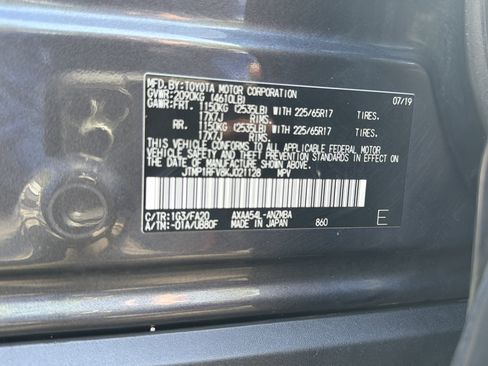 MFD.BY:TOYOTA MOTOR CORPORATION 07/19
GVWR:2090KG (4610LB)
GAWR:FRT. 1150KG (2535LB) WITH 225/65R17 TIRES.
17X7J RIMS.
RR. 1150KG (2535LB) WITH 225/65R17 TIRES.
17X7J RIMS.
THIS VEHICLE CONFORMS TO ALL APPLICABLE FEDERAL MOTOR
VEHICLE SAFETY, BUMPER, AND THEFT PREVENTION STANDARDS IN
EFFECT ON THE DATE OF MANUFACTURE SHOWN ABOVE.
JTMP1RFV8KJ021128 MPV
C/TR:1G3/FA20 AXAA54L-ANZMBA
A/TM:-01A/UB80F MADE IN JAPAN 860 E